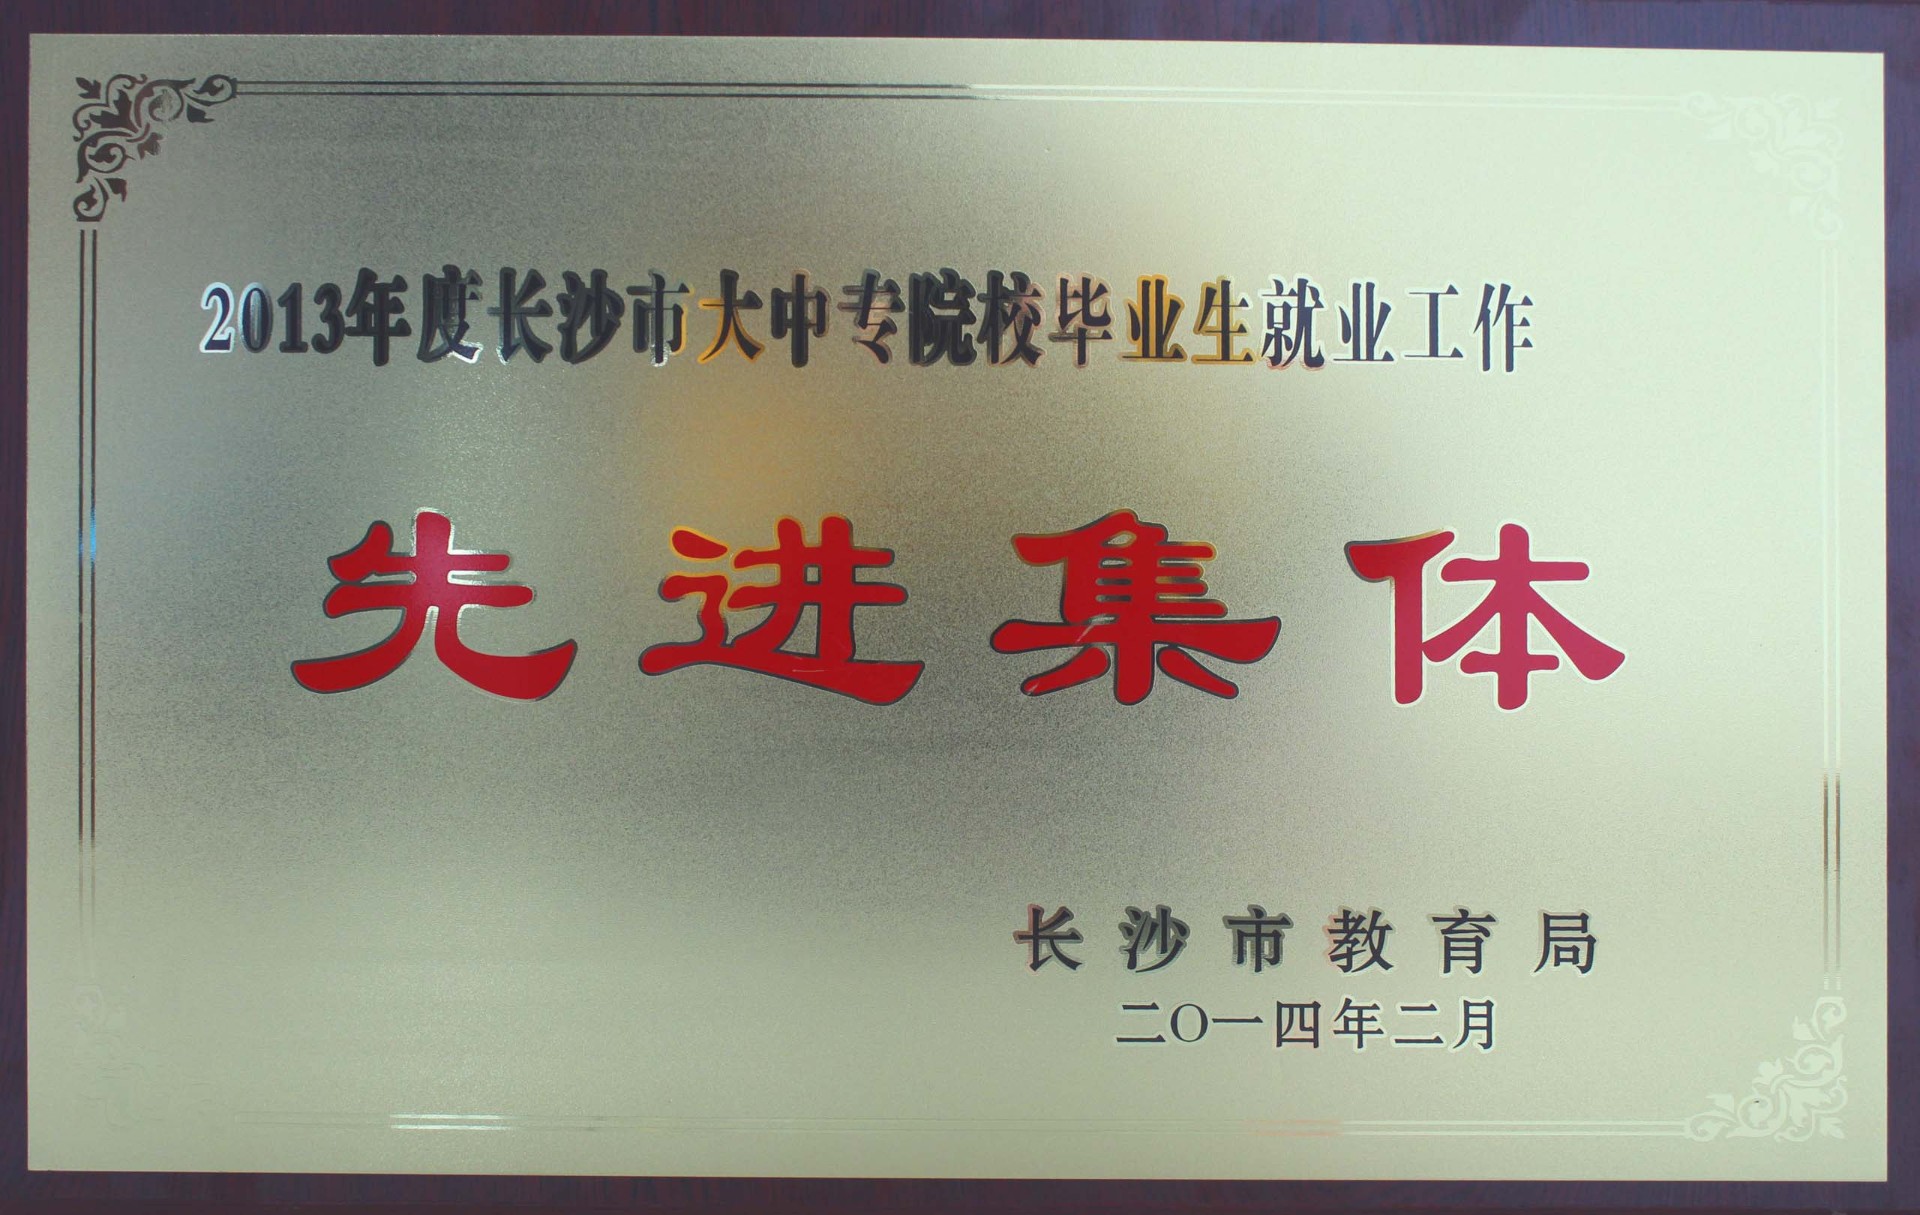 2013年度长沙市大中专院校毕业生就业工作
先进集体
长沙市教育局
二〇一四年二月